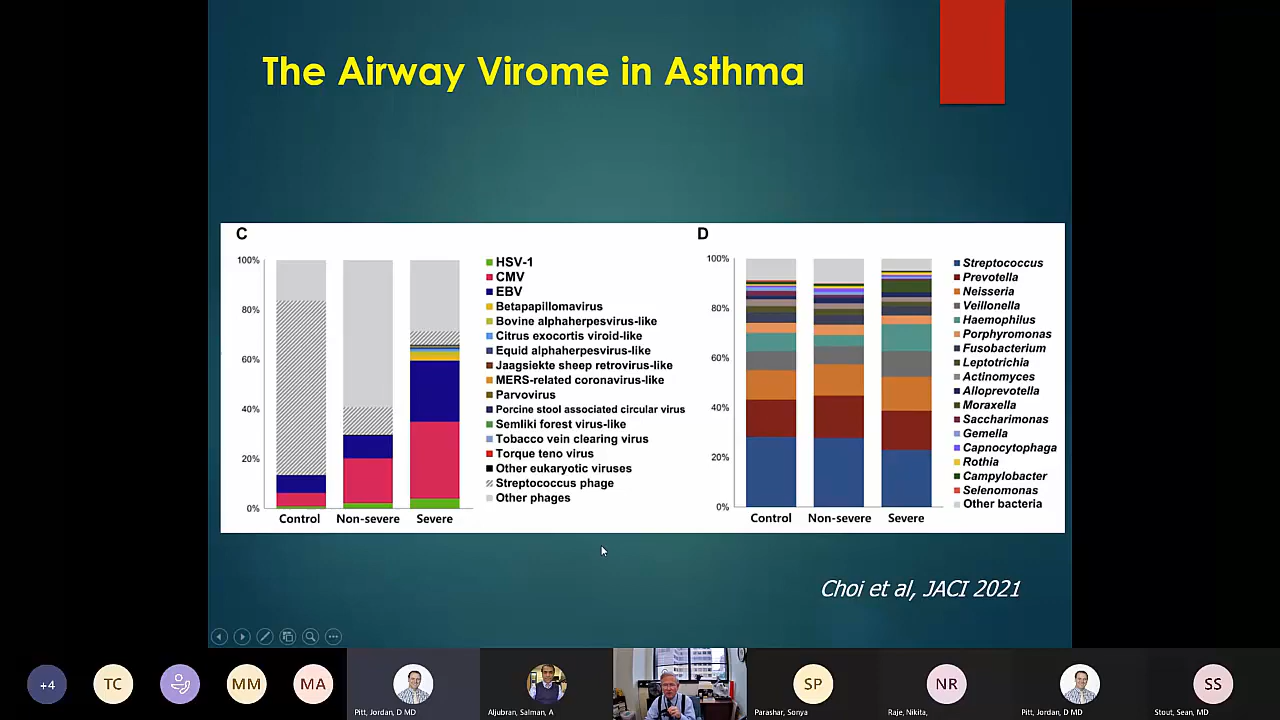 The Airway Virome in Asthma
C
100%
80%
60%
40%
20%
0%
Control
Non-severe
Severe
HSV-1
CMV
EBV
Betapapillomavirus
Bovine alphaherpesvirus-like
Citrus exocortis viroid-like
Equid alphaherpesvirus-like
Jaagsiekte sheep retrovirus-like
MERS-related coronavirus-like
Parvovirus
Porcine stool associated circular virus
Semliki forest virus-like
Tobacco vein clearing virus
Torque teno virus
Other eukaryotic viruses
Streptococcus phage
Other phages
D
100%
80%
60%
40%
20%
0%
Control
Non-severe
Severe
Streptococcus
Prevotella
Neisseria
Veillonella
Haemophilus
Porphyromonas
Fusobacterium
Leptotrichia
Actinomyces
Alloprevotella
Moraxella
Saccharimonas
Gemella
Capnocytophaga
Rothia
Campylobacter
Selenomonas
Other bacteria
Choi et al, JACI 2021
+4
TC
MM
MA
Pitt, Jordan, D MD
Aljubran, Salman, A
SP
Parashar, Sonya
NR
Raje, Nikita,
Pitt, Jordan, D MD
SS
Stout, Sean, MD